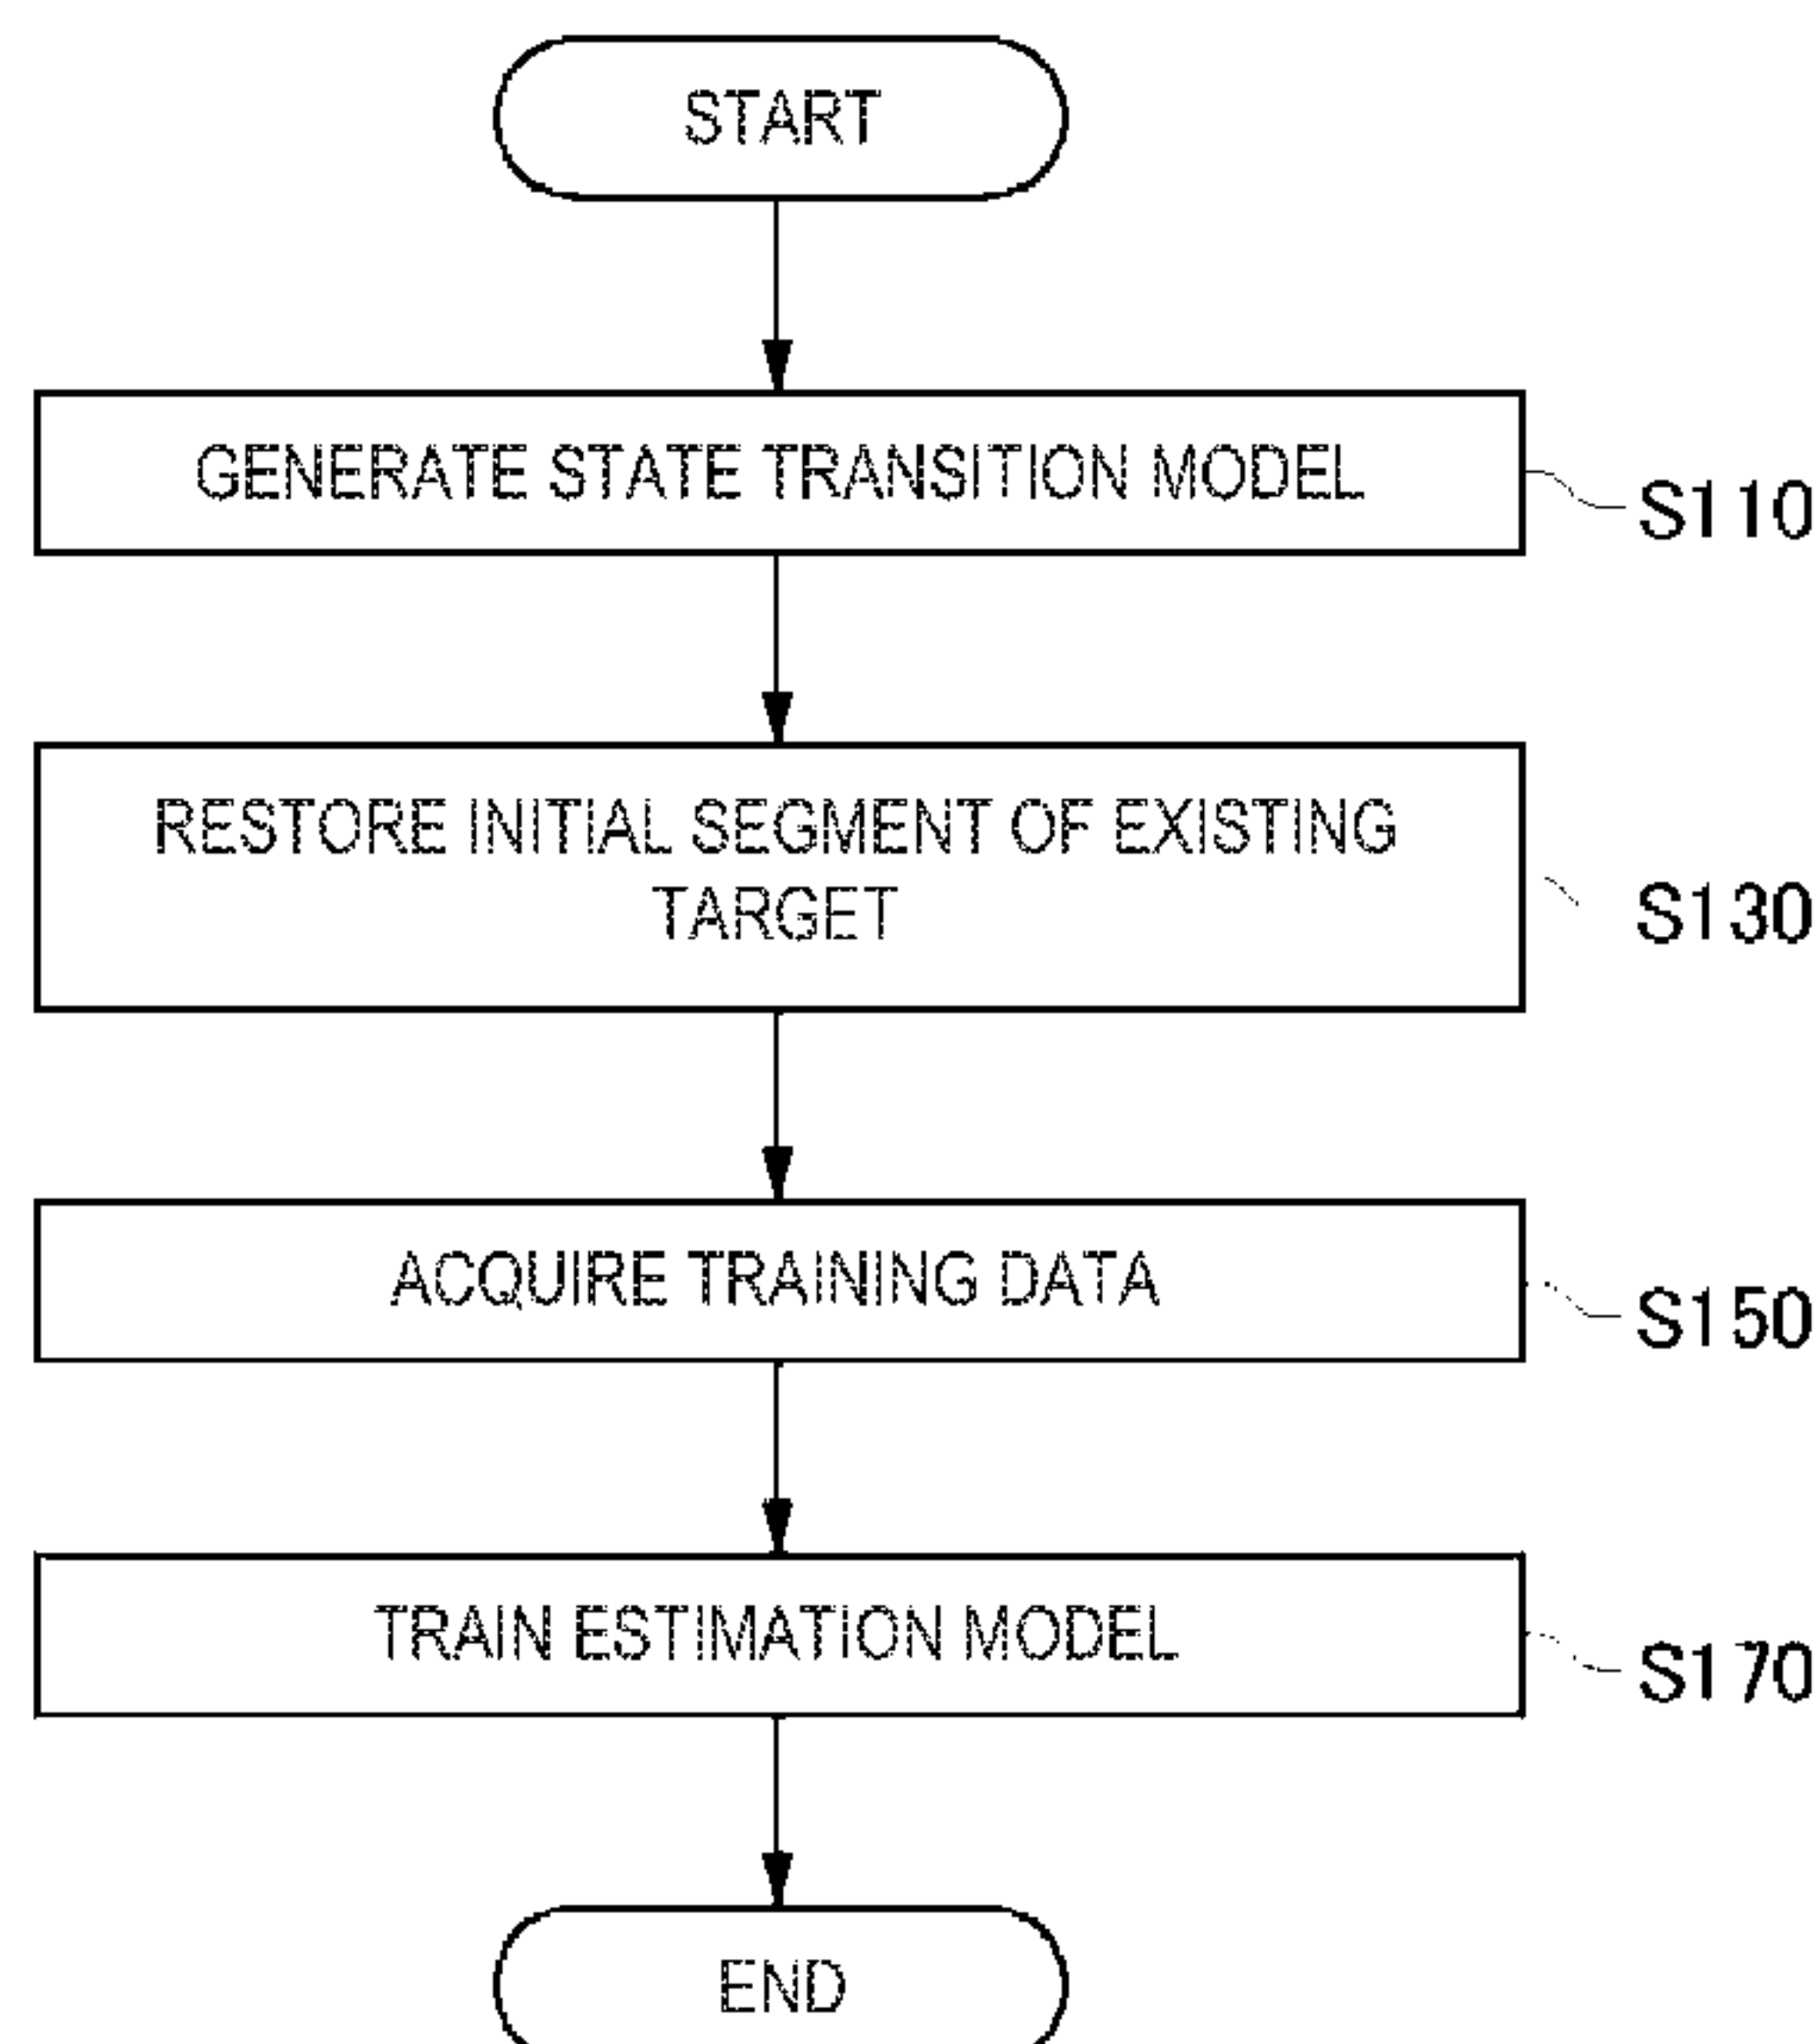 START
GENERATE STATE TRANSITION MODEL
S110
RESTORE INITIAL SEGMENT OF EXISTING
TARGET
S130
ACQUIRE TRAINING DATA
S150
TRAIN ESTIMATION MODEL
S170
END